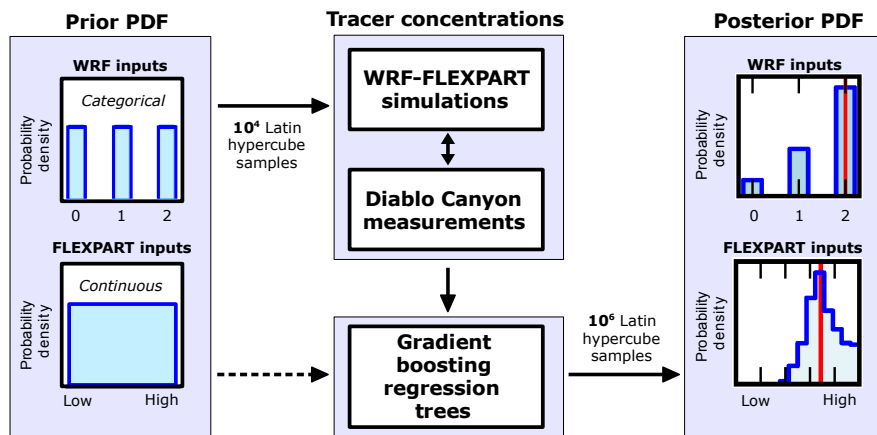 Prior PDF
WRF inputs
Categorical
Probability
density
0 1 2
FLEXPART inputs
Continuous
Probability
density
Low High
10⁴ Latin
hypercube
samples
Tracer concentrations
WRF-FLEXPART
simulations
Diablo Canyon
measurements
Gradient
boosting
regression
trees
10⁶ Latin
hypercube
samples
Posterior PDF
WRF inputs
Probability
density
0 1 2
FLEXPART inputs
Probability
density
Low High